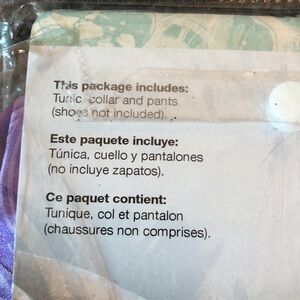 This package includes:
Tunic, collar and pants
(shoes not included).
Este paquete incluye:
Túnica, cuello y pantalones
(no incluye zapatos).
Ce paquet contient:
Tunique, col et pantalon
(chaussures non comprises).